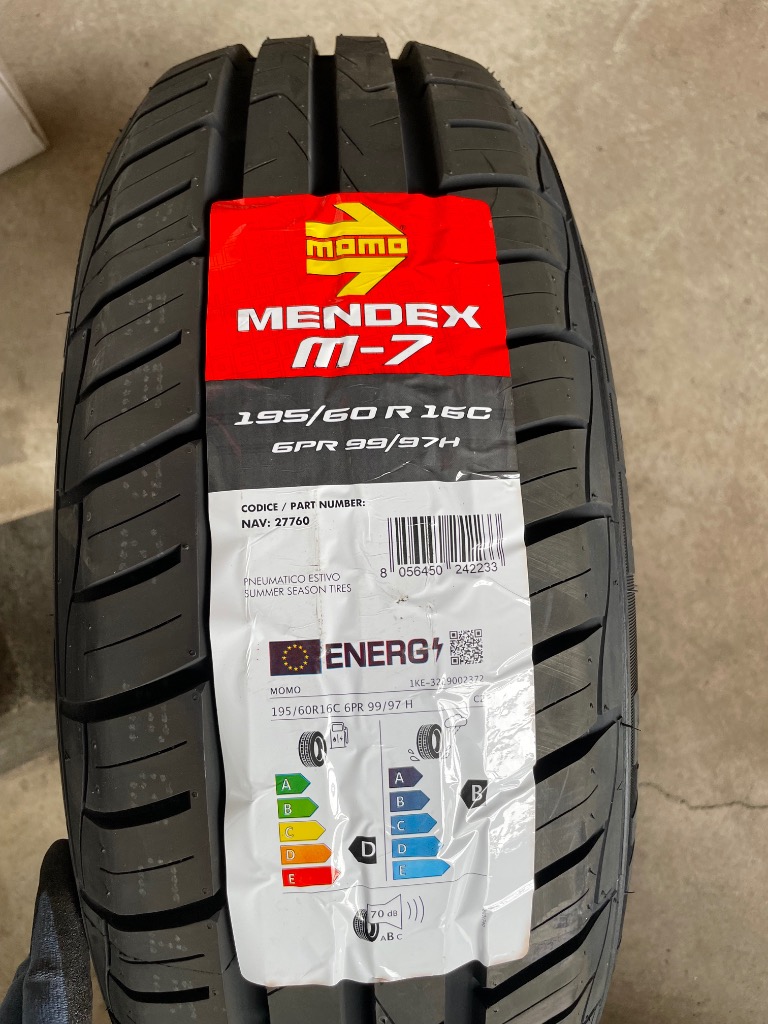 momo
MENDEX
M-7
195/60 R 16C
6PR 99/97H
CODICE / PART NUMBER:
NAV: 27760
8 056450 242233
PNEUMATICO ESTIVO
SUMMER SEASON TIRES
ENERG
MOMO
195/60R16C 6PR 99/97 H
A
B
C
D
E
D
A
B
C
D
E
B
70 dB
ABC